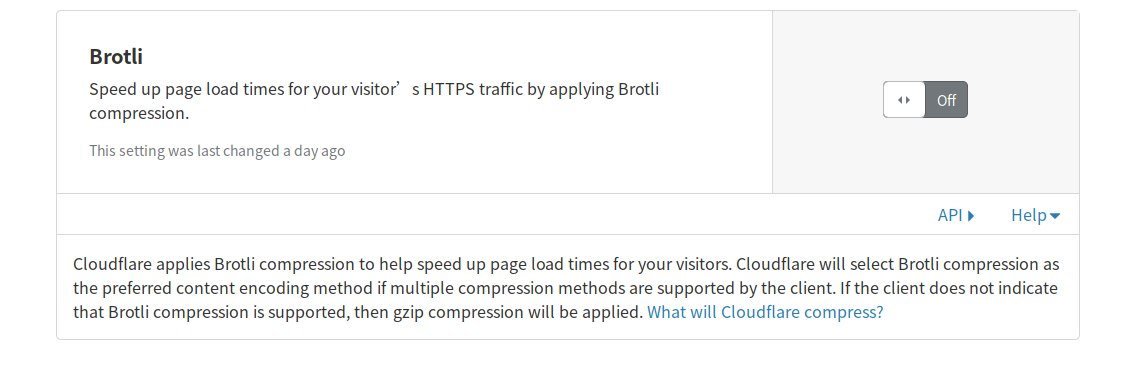 Brotli
Speed up page load times for your visitor’s HTTPS traffic by applying Brotli
compression.
This setting was last changed a day ago
Off
API
Help
Cloudflare applies Brotli compression to help speed up page load times for your visitors. Cloudflare will select Brotli compression as
the preferred content encoding method if multiple compression methods are supported by the client. If the client does not indicate
that Brotli compression is supported, then gzip compression will be applied. What will Cloudflare compress?